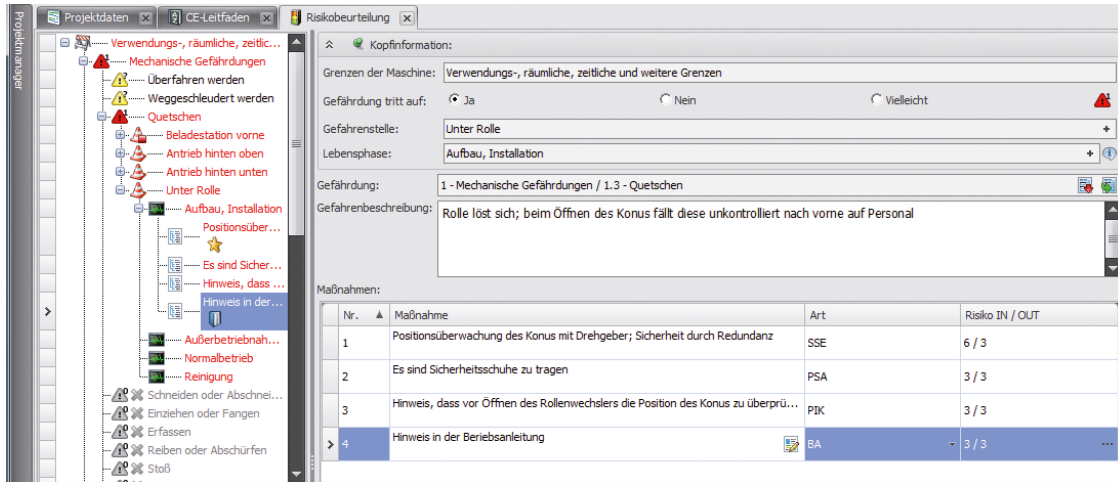 Projektmanager
Projektdaten
CE-Leitfaden
Risikobeurteilung
Verwendungs-, räumliche, zeitlic...
Mechanische Gefährdungen
Überfahren werden
Weggeschleudert werden
Quetschen
Beladestation vorne
Antrieb hinten oben
Antrieb hinten unten
Unter Rolle
Aufbau, Installation
Positionsüber...
Es sind Sicher...
Hinweis, dass ...
Hinweis in der...
Außerbetriebnah...
Normalbetrieb
Reinigung
Schneiden oder Abschnei...
Einziehen oder Fangen
Erfassen
Reiben oder Abschürfen
Stoß
Kopfinformation:
Grenzen der Maschine: Verwendungs-, räumliche, zeitliche und weitere Grenzen
Gefährdung tritt auf: Ja Nein Vielleicht
Gefahrenstelle: Unter Rolle
Lebensphase: Aufbau, Installation
Gefährdung: 1 - Mechanische Gefährdungen / 1.3 - Quetschen
Gefahrenbeschreibung: Rolle löst sich; beim Öffnen des Konus fällt diese unkontrolliert nach vorne auf Personal
Maßnahmen:
Nr. Maßnahme Art Risiko IN / OUT
1 Positionsüberwachung des Konus mit Drehgeber; Sicherheit durch Redundanz SSE 6 / 3
2 Es sind Sicherheitsschuhe zu tragen PSA 3 / 3
3 Hinweis, dass vor Öffnen des Rollenwechslers die Position des Konus zu überprü... PIK 3 / 3
4 Hinweis in der Beriebsanleitung BA 3 / 3 ...